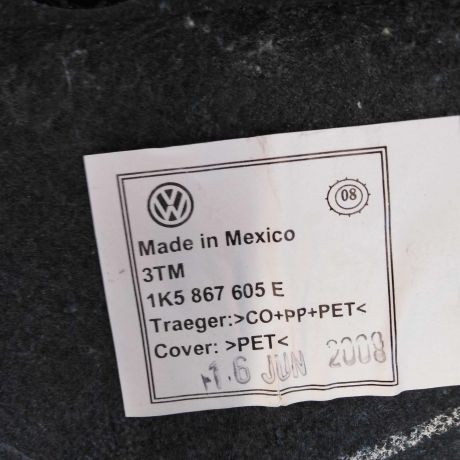 08
Made in Mexico
3TM
1K5 867 605 E
Traeger:>CO+PP+PET<
Cover: >PET<
16 JUN 2008